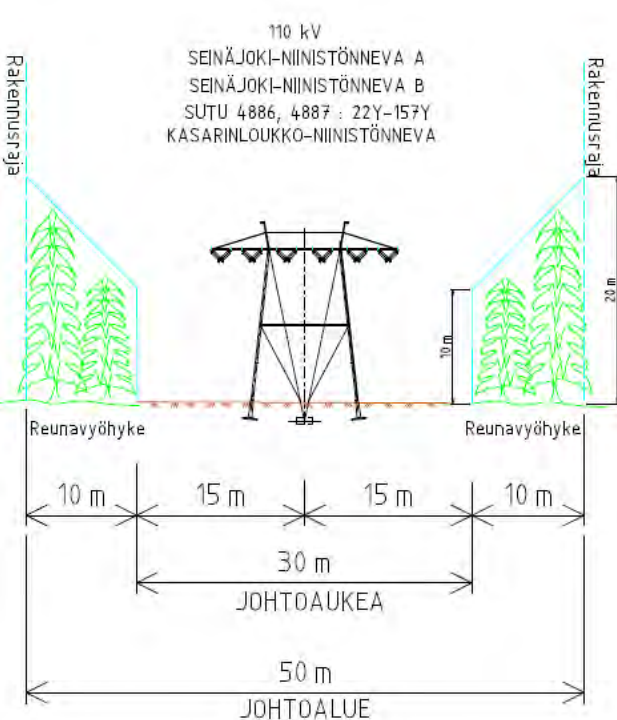 110 kV
SEINÄJOKI-NIINISTÖNNEVA A
SEINÄJOKI-NIINISTÖNNEVA B
SUTU 4886, 4887 : 22Y-157Y
KASARINLOUKKO-NIINISTÖNNEVA
Rakennusraja
Rakennusraja
20 m
10 m
Reunavyöhyke
Reunavyöhyke
10 m
15 m
15 m
10 m
30 m
JOHTOAUKEA
50 m
JOHTOALUE